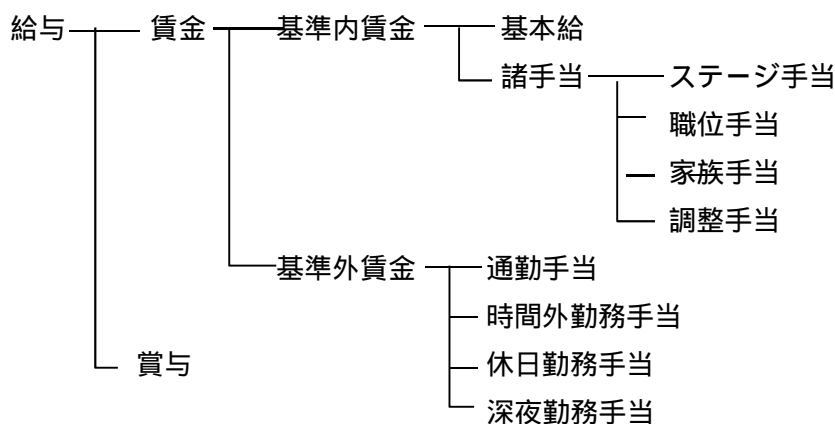 給与 賃金 基準内賃金 基本給
諸手当 ステージ手当
職位手当
家族手当
調整手当
基準外賃金 通勤手当
時間外勤務手当
賞与 休日勤務手当
深夜勤務手当